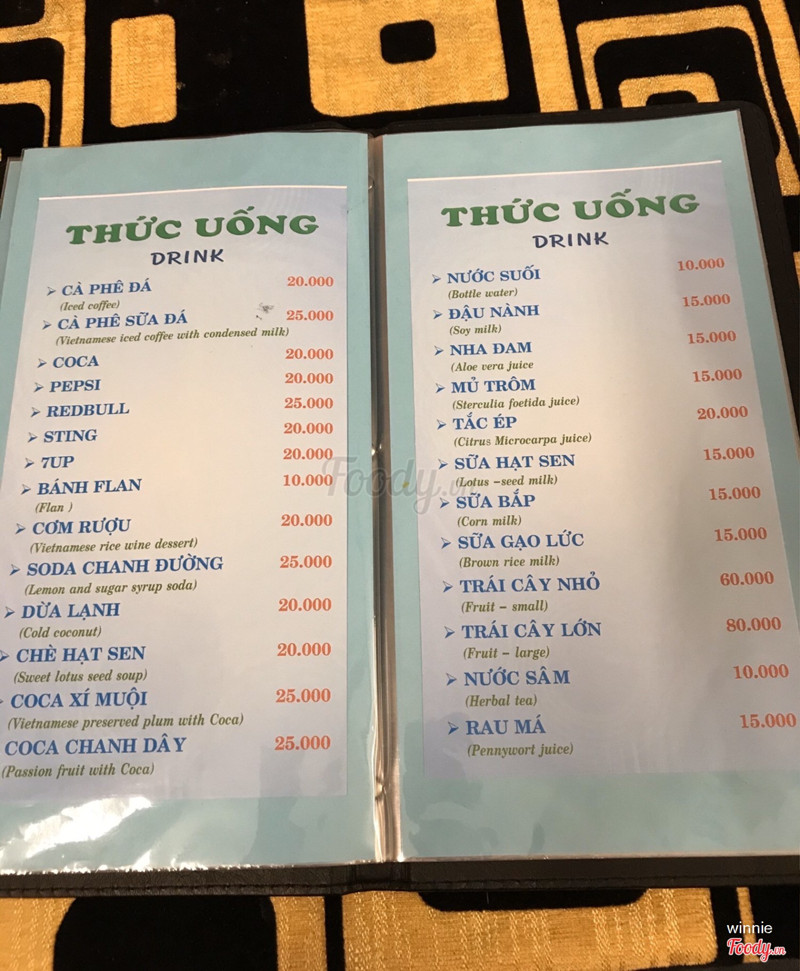 THỨC UỐNG
DRINK
CÀ PHÊ ĐÁ 20.000
(Iced coffee)
CÀ PHÊ SỮA ĐÁ 25.000
(Vietnamese iced coffee with condensed milk)
COCA 20.000
PEPSI 20.000
REDBULL 25.000
STING 20.000
7UP 20.000
BÁNH FLAN 10.000
(Flan )
CƠM RƯỢU 20.000
(Vietnamese rice wine dessert)
SODA CHANH ĐƯỜNG 25.000
(Lemon and sugar syrup soda)
DỪA LẠNH 20.000
(Cold coconut)
CHÈ HẠT SEN 20.000
(Sweet lotus seed soup)
COCA XÍ MUỘI 25.000
(Vietnamese preserved plum with Coca)
COCA CHANH DÂY 25.000
(Passion fruit with Coca)
THỨC UỐNG
DRINK
NƯỚC SUỐI 10.000
(Bottle water)
ĐẬU NÀNH 15.000
(Soy milk)
NHA ĐAM 15.000
(Aloe vera juice
MỦ TRÔM 15.000
(Sterculia foetida juice)
TẮC ÉP 20.000
(Citrus Microcarpa juice)
SỮA HẠT SEN 15.000
(Lotus –seed milk)
SỮA BẮP 15.000
(Corn milk)
SỮA GẠO LỨC 15.000
(Brown rice milk)
TRÁI CÂY NHỎ 60.000
(Fruit – small)
TRÁI CÂY LỚN 80.000
(Fruit – large)
NƯỚC SÂM 10.000
(Herbal tea)
RAU MÁ 15.000
(Pennywort juice)
Foody.vn
winnie
Foody.vn